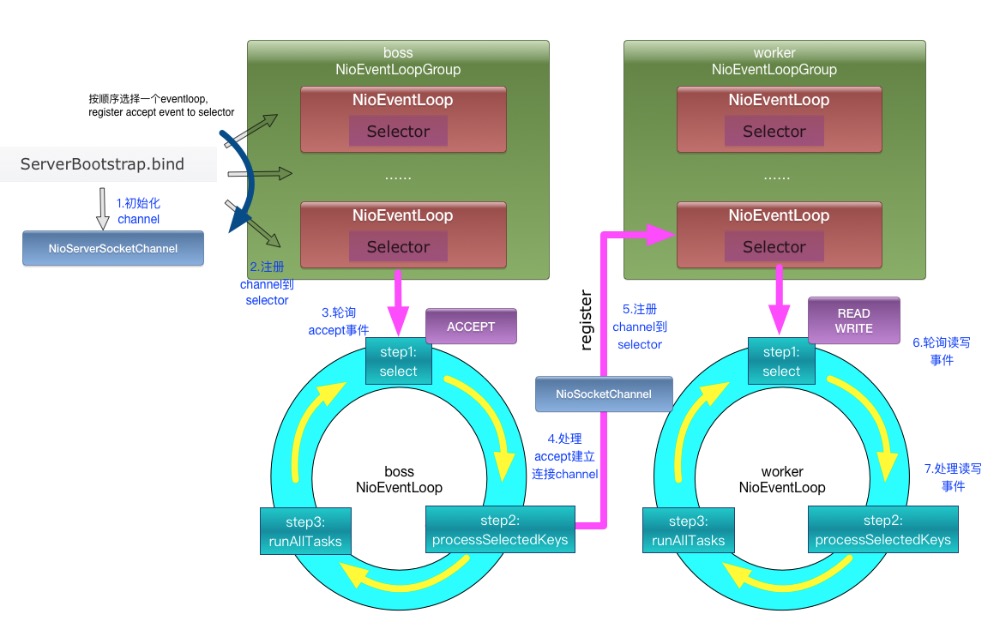 按顺序选择一个eventloop,
register accept event to selector
ServerBootstrap.bind
1.初始化
channel
NioServerSocketChannel
boss
NioEventLoopGroup
NioEventLoop
Selector
......
NioEventLoop
Selector
2.注册
channel到
selector
3.轮询
accept事件
ACCEPT
step1:
select
boss
NioEventLoop
step2:
processSelectedKeys
step3:
runAllTasks
4.处理
accept建立
连接channel
NioSocketChannel
register
5.注册
channel到
selector
worker
NioEventLoopGroup
NioEventLoop
Selector
......
NioEventLoop
Selector
READ
WRITE
6.轮询读写
事件
step1:
select
worker
NioEventLoop
7.处理读写
事件
step2:
processSelectedKeys
step3:
runAllTasks